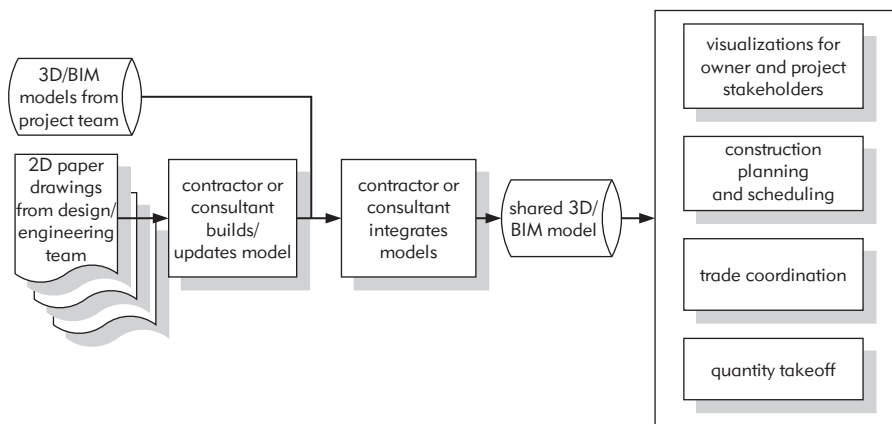 3D/BIM
models from
project team
2D paper
drawings
from design/
engineering
team
contractor or
consultant
builds/
updates model
contractor or
consultant
integrates
models
shared 3D/
BIM model
visualizations for
owner and project
stakeholders
construction
planning
and scheduling
trade coordination
quantity takeoff